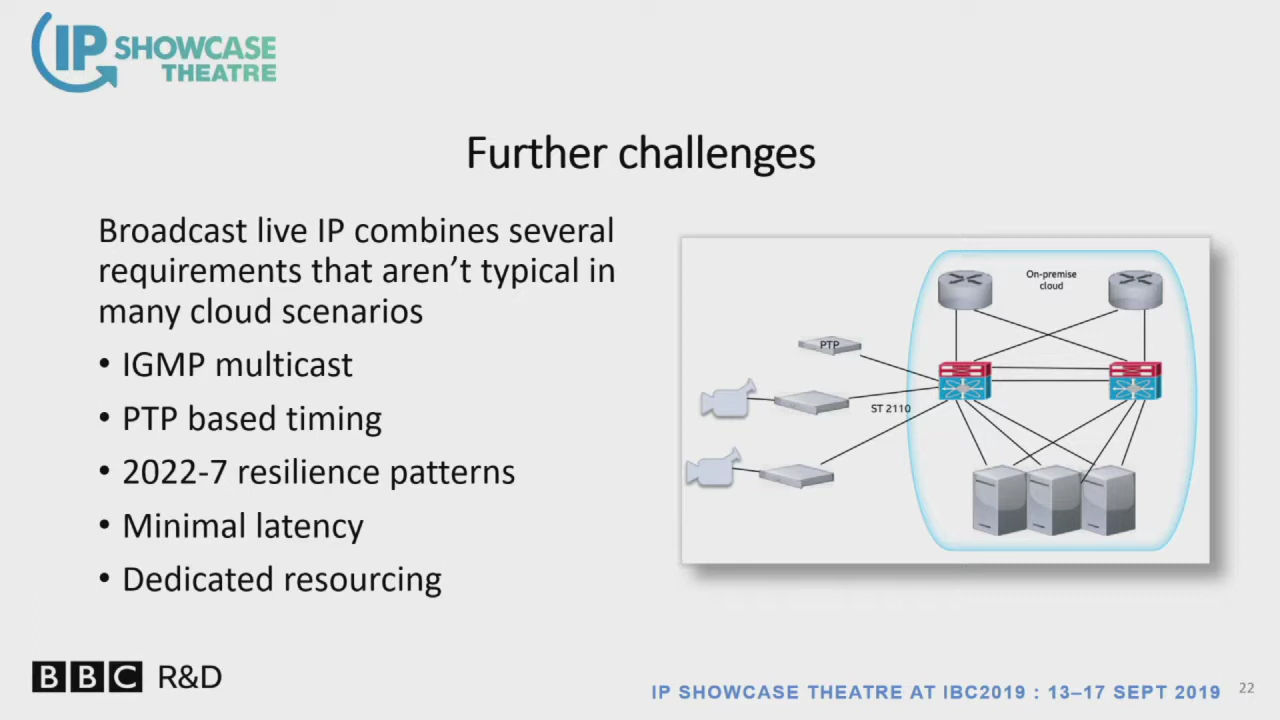 IP SHOWCASE
THEATRE
Further challenges
Broadcast live IP combines several
requirements that aren’t typical in
many cloud scenarios
• IGMP multicast
• PTP based timing
• 2022-7 resilience patterns
• Minimal latency
• Dedicated resourcing
On-premise
cloud
PTP
ST 2110
BBC R&D
IP SHOWCASE THEATRE AT IBC2019 : 13–17 SEPT 2019
22